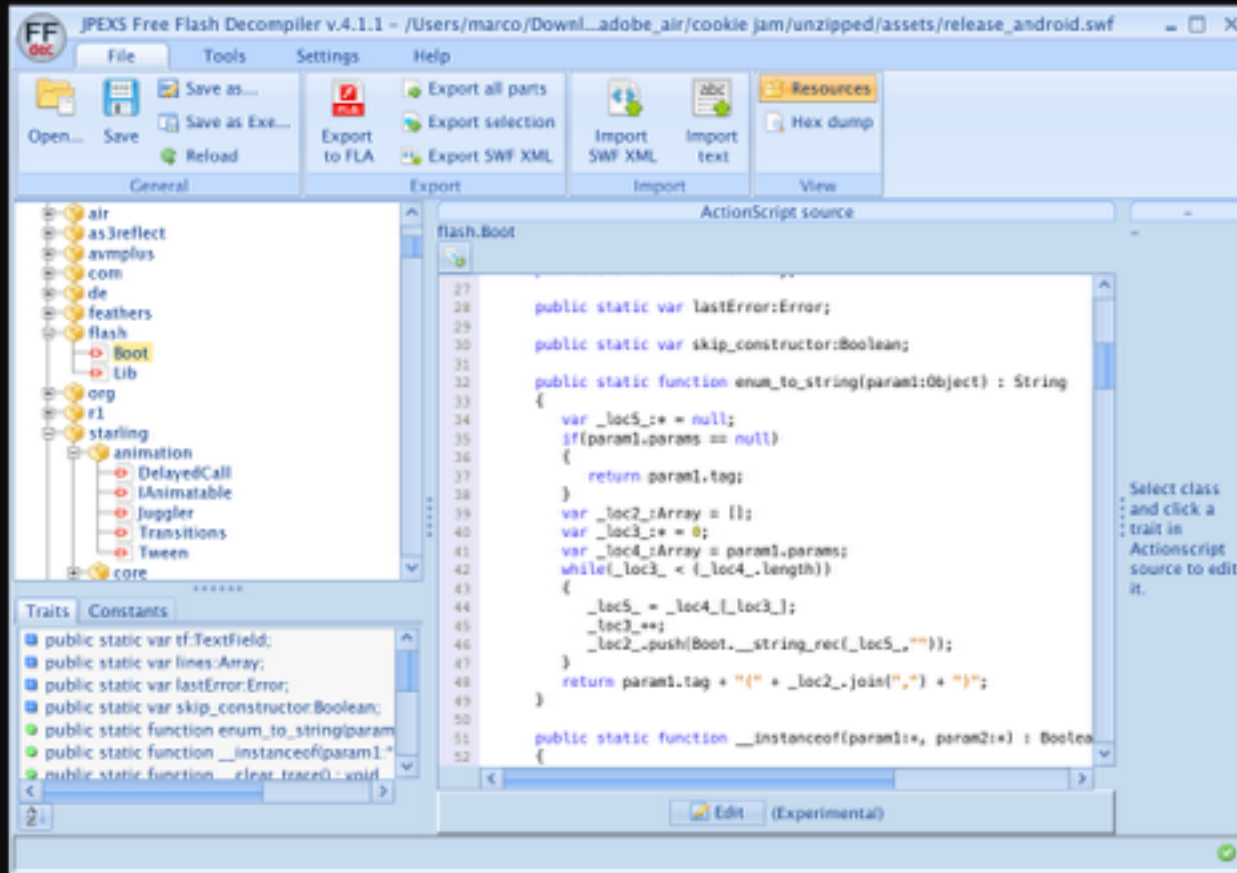 FF
dec
JPEXS Free Flash Decompiler v.4.1.1 - /Users/marco/Downl...adobe_air/cookie jam/unzipped/assets/release_android.swf
File Tools Settings Help
Open...
Save
Save as...
Save as Exe...
Reload
General
Export to FLA
Export all parts
Export selection
Export SWF XML
Export
Import SWF XML
abc
Import text
Import
Resources
Hex dump
View
air
as3reflect
avmplus
com
de
feathers
flash
Boot
Lib
org
r1
starling
animation
DelayedCall
IAnimatable
Juggler
Transitions
Tween
core
Traits Constants
public static var tf:TextField;
public static var lines:Array;
public static var lastError:Error;
public static var skip_constructor:Boolean;
public static function enum_to_string(param
public static function __instanceof(param1:*
public static function __clear_trace() : void
ActionScript source
flash.Boot
27
28 public static var lastError:Error;
29
30 public static var skip_constructor:Boolean;
31
32 public static function enum_to_string(param1:Object) : String
33 {
34 var _loc5_:* = null;
35 if(param1.params == null)
36 {
37 return param1.tag;
38 }
39 var _loc2_:Array = [];
40 var _loc3_:* = 0;
41 var _loc4_:Array = param1.params;
42 while(_loc3_ < (_loc4_.length))
43 {
44 _loc5_ = _loc4_[_loc3_];
45 _loc3_++;
46 _loc2_.push(Boot.__string_rec(_loc5_,""));
47 }
48 return param1.tag + "(" + _loc2_.join(",") + ")";
49 }
50
51 public static function __instanceof(param1:*, param2:*) : Boolea
52 {
Edit (Experimental)
Select class
and click a
trait in
Actionscript
source to edit
it.